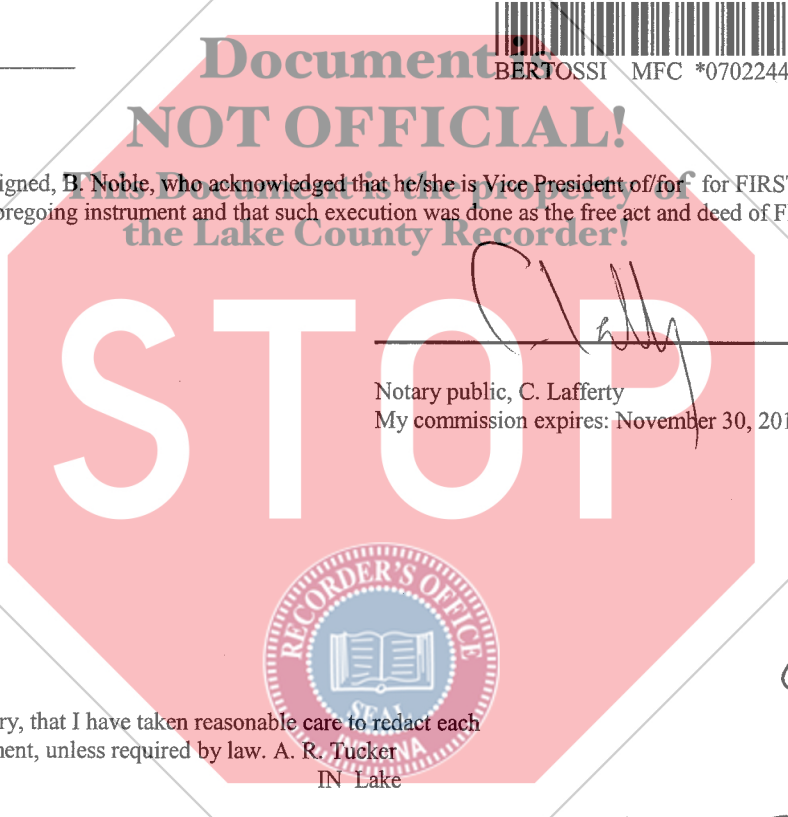 Document is
BERTOSSI MFC *0702244
NOT OFFICIAL!
igned, B. Noble, who acknowledged that he/she is Vice President of/for for FIRST
This Document is the property of
oregoing instrument and that such execution was done as the free act and deed of FI
the Lake County Recorder!
STOP
Notary public, C. Lafferty
My commission expires: November 30, 201
RECORDER'S OFFICE
SEAL
INDIANA
ry, that I have taken reasonable care to redact each
ment, unless required by law. A. R. Tucker
IN Lake